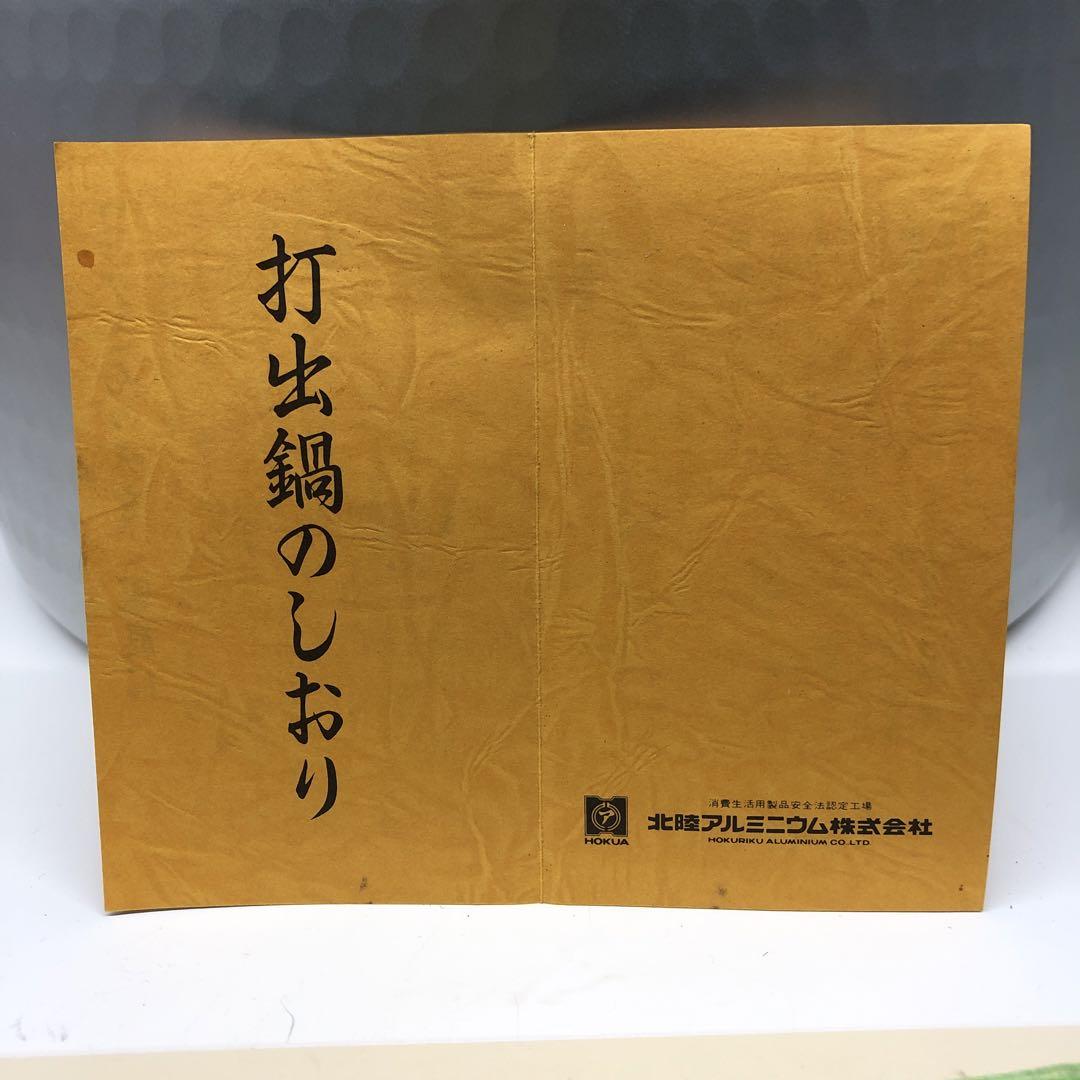 打出鍋のしおり
消費生活用製品安全法認定工場
北陸アルミニウム株式会社
HOKURIKU ALUMINIUM CO.,LTD.
ア
HOKUA